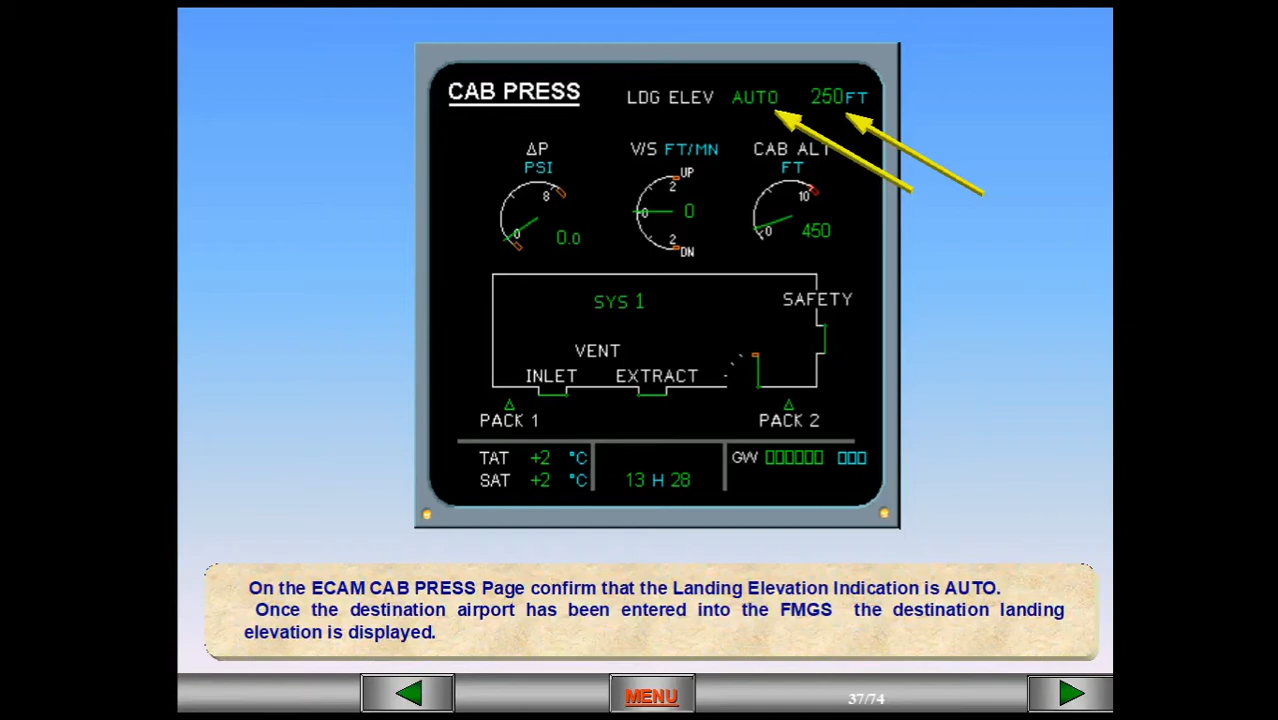 CAB PRESS LDG ELEV AUTO 250FT
ΔP V/S FT/MN CAB ALT
PSI FT
UP
8 2 10
0 0 0.0 0 2 DN 0 450
SYS 1 SAFETY
VENT
INLET EXTRACT
PACK 1 PACK 2
TAT +2 °C GW
SAT +2 °C 13 H 28
On the ECAM CAB PRESS Page confirm that the Landing Elevation Indication is AUTO.
Once the destination airport has been entered into the FMGS the destination landing
elevation is displayed.
MENU 37/74